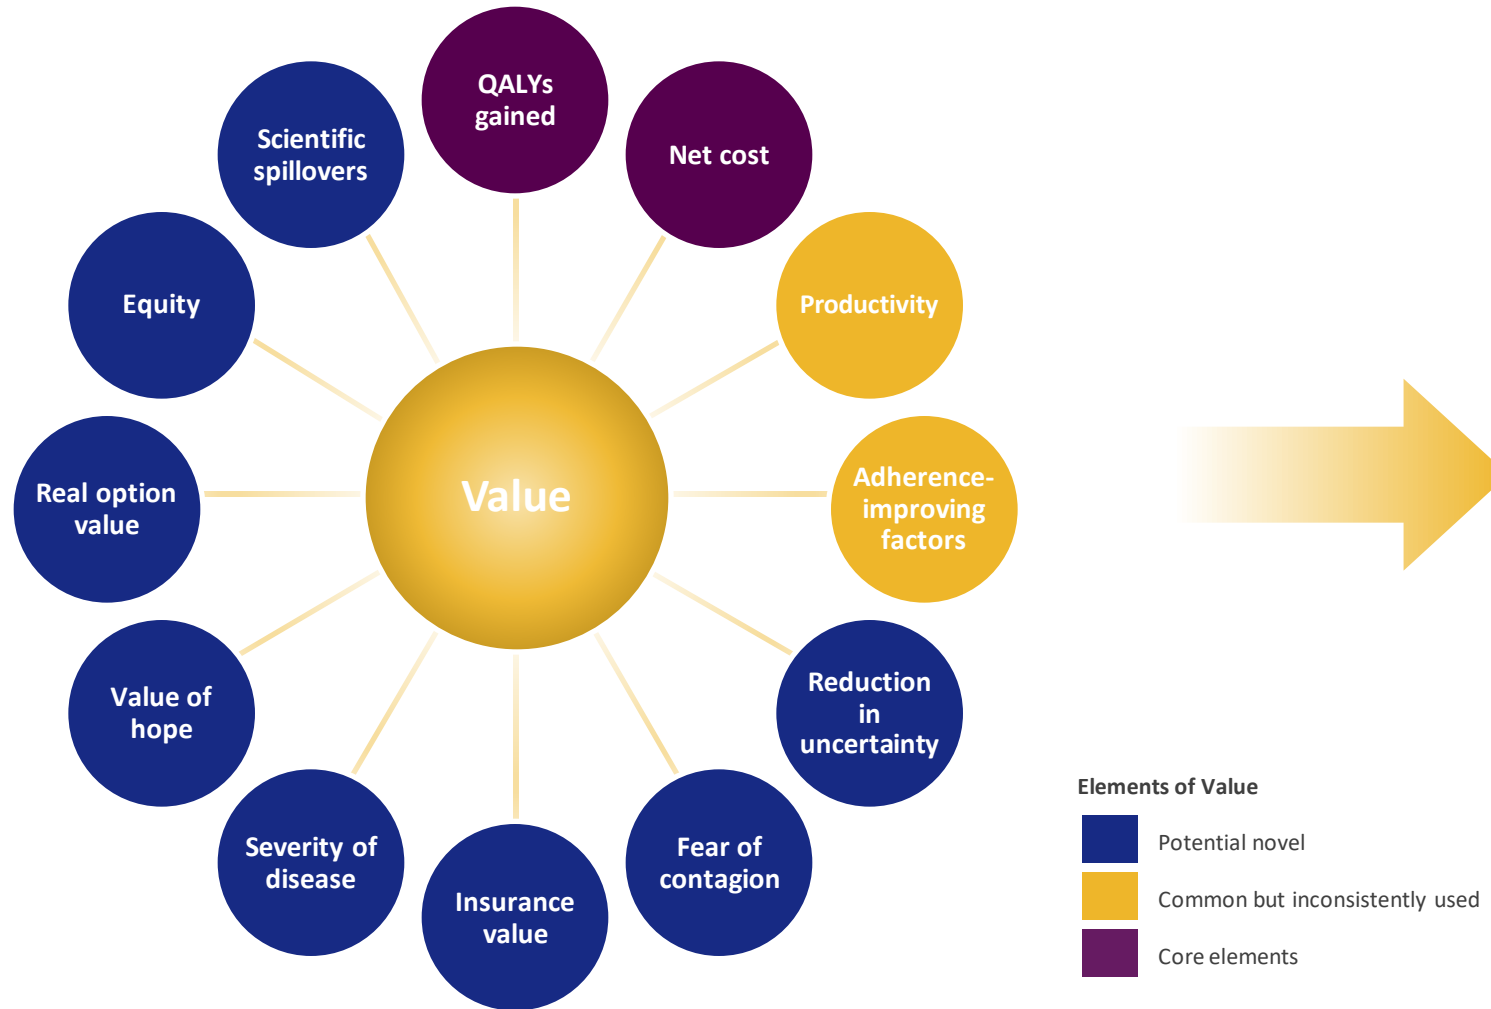 QALYs
gained
Net cost
Productivity
Adherence-
improving
factors
Reduction
in
uncertainty
Fear of
contagion
Insurance
value
Severity of
disease
Value of
hope
Real option
value
Equity
Scientific
spillovers
Value
Elements of Value
Potential novel
Common but inconsistently used
Core elements